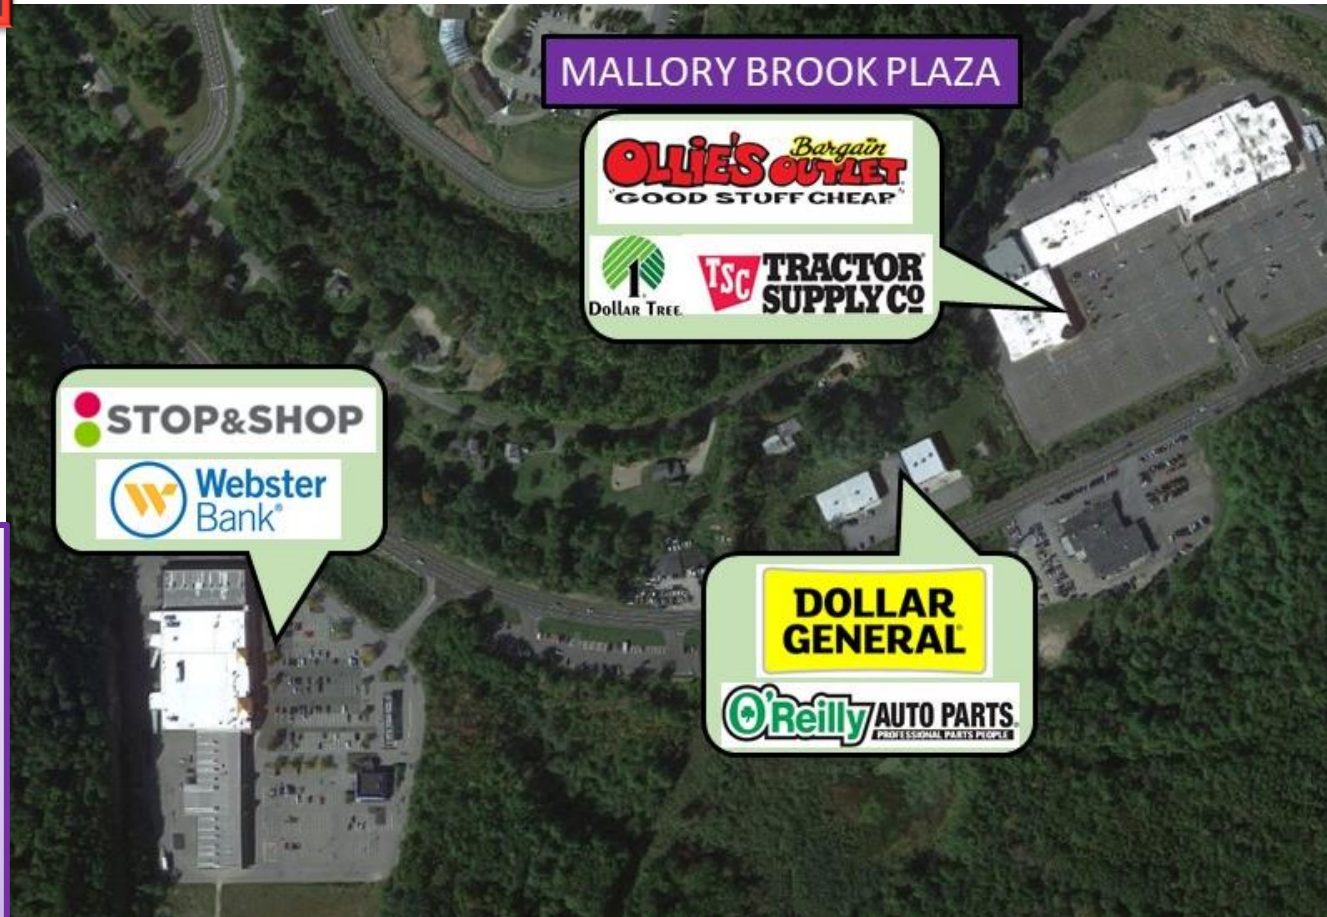 MALLORY BROOK PLAZA
OLLIE'S Bargain OUTLET
"GOOD STUFF CHEAP"
1
DOLLAR TREE
TSC TRACTOR SUPPLY CO
STOP&SHOP
Webster
Bank®
DOLLAR
GENERAL
O'Reilly AUTO PARTS
PROFESSIONAL PARTS PEOPLE